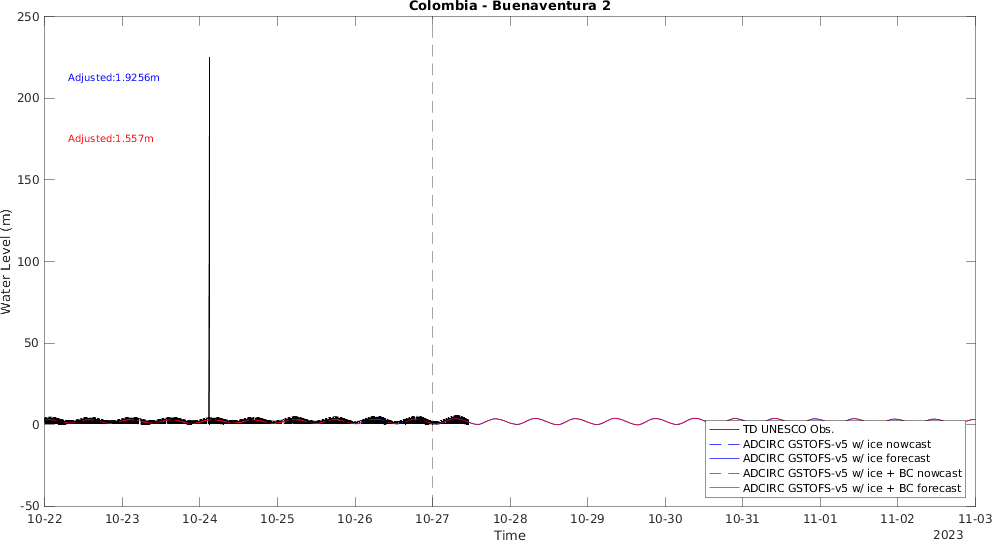 Colombia - Buenaventura 2
250
200
150
100
50
0
-50
Water Level (m)
Adjusted:1.9256m
Adjusted:1.557m
TD UNESCO Obs.
ADCIRC GSTOFS-v5 w/ ice nowcast
ADCIRC GSTOFS-v5 w/ ice forecast
ADCIRC GSTOFS-v5 w/ ice + BC nowcast
ADCIRC GSTOFS-v5 w/ ice + BC forecast
10-22 10-23 10-24 10-25 10-26 10-27 10-28 10-29 10-30 10-31 11-01 11-02 11-03
Time
2023